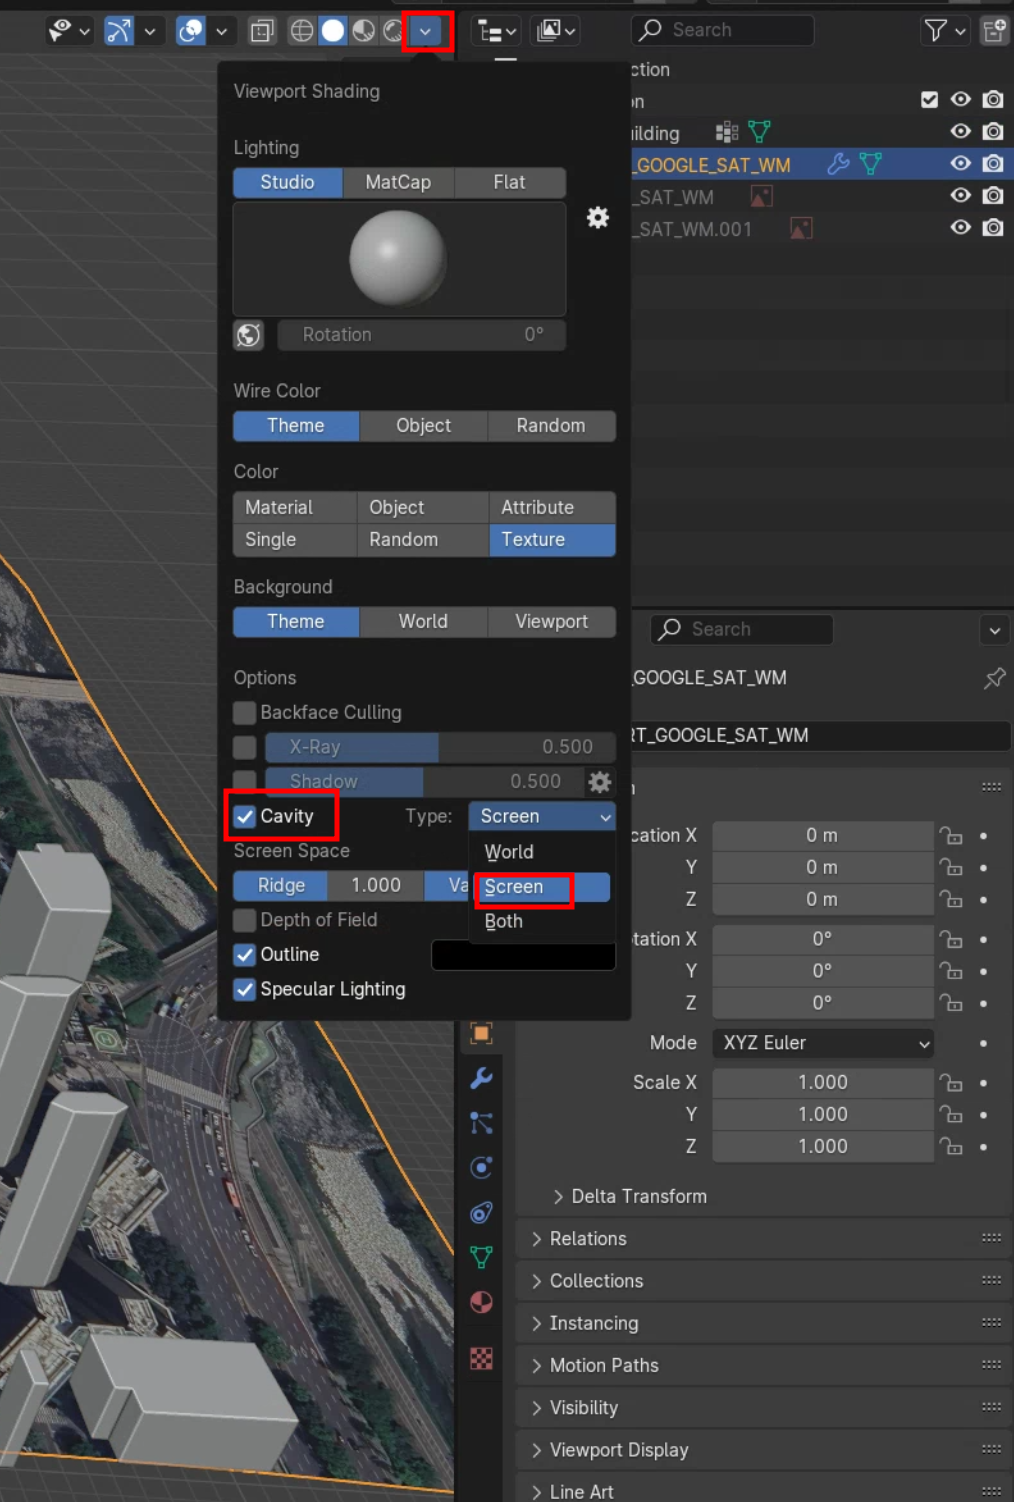 Search
Viewport Shading
Lighting
Studio MatCap Flat
Rotation 0°
Wire Color
Theme Object Random
Color
Material Object Attribute
Single Random Texture
Background
Theme World Viewport
Options
Backface Culling
X-Ray 0.500
Shadow 0.500
Cavity Type: Screen
World
Screen
Both
Screen Space
Ridge 1.000 Va
Depth of Field
Outline
Specular Lighting
ction
on
ilding
_GOOGLE_SAT_WM
_SAT_WM
_SAT_WM.001
Search
_GOOGLE_SAT_WM
RT_GOOGLE_SAT_WM
cation X 0 m
Y 0 m
Z 0 m
tation X 0°
Y 0°
Z 0°
Mode XYZ Euler
Scale X 1.000
Y 1.000
Z 1.000
Delta Transform
Relations
Collections
Instancing
Motion Paths
Visibility
Viewport Display
Line Art